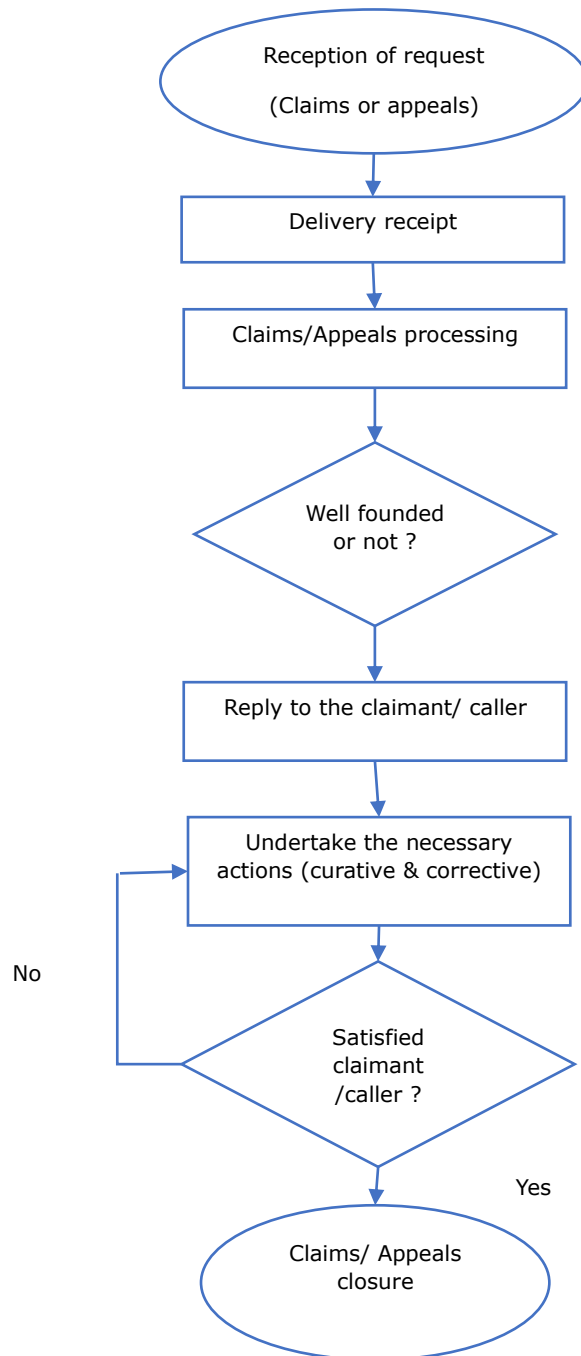 Reception of request
(Claims or appeals)
Delivery receipt
Claims/Appeals processing
Well founded
or not ?
Reply to the claimant/ caller
Undertake the necessary
actions (curative & corrective)
No
Satisfied
claimant
/caller ?
Yes
Claims/ Appeals
closure